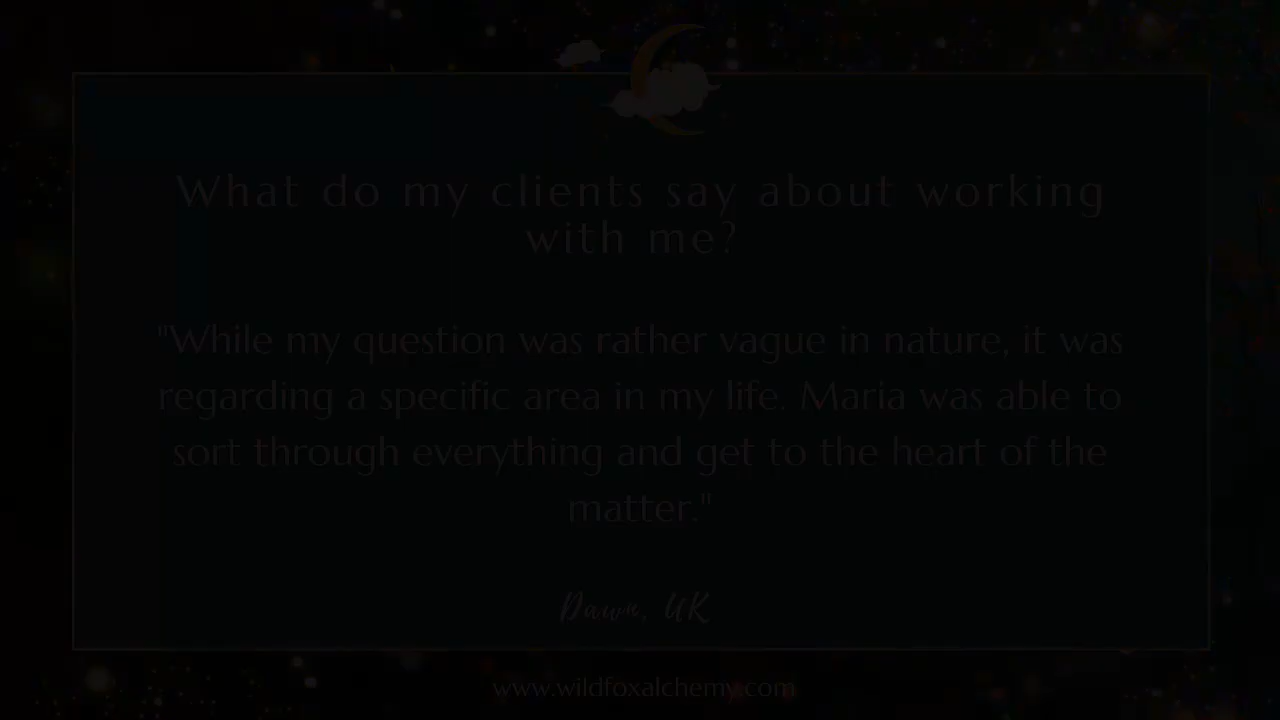 What do my clients say about working
with me?
"While my question was rather vague in nature, it was
regarding a specific area in my life. Maria was able to
sort through everything and get to the heart of the
matter."
Dawn, UK
www.wildfoxalchemy.com